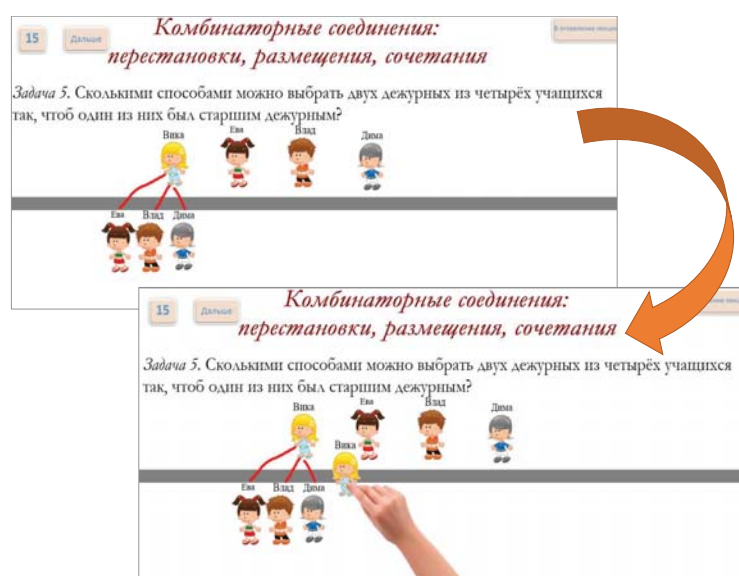 15
Дальше
Комбинаторные соединения:
перестановки, размещения, сочетания
Задача 5. Сколькими способами можно выбрать двух дежурных из четырёх учащихся
так, чтоб один из них был старшим дежурным?
Вика Ева Влад Дима
Ева Влад Дима
15
Дальше
Комбинаторные соединения:
перестановки, размещения, сочетания
Задача 5. Сколькими способами можно выбрать двух дежурных из четырёх учащихся
так, чтоб один из них был старшим дежурным?
Вика Ева Влад Дима
Вика
Ева Влад Дима